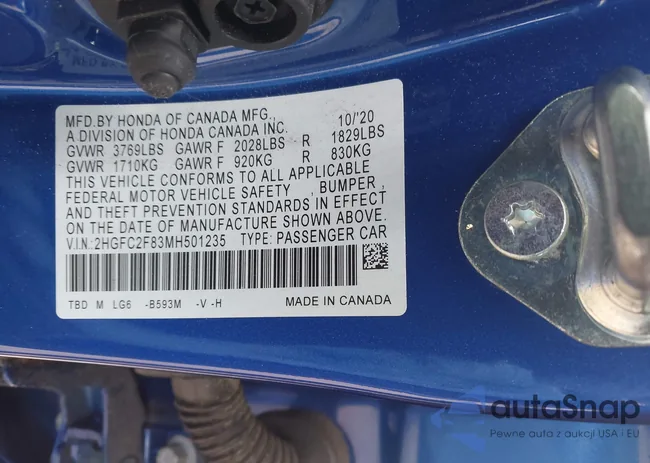 MFD.BY HONDA OF CANADA MFG., 10/'20
A DIVISION OF HONDA CANADA INC.
GVWR 3769LBS GAWR F 2028LBS R 1829LBS
GVWR 1710KG GAWR F 920KG R 830KG
THIS VEHICLE CONFORMS TO ALL APPLICABLE
FEDERAL MOTOR VEHICLE SAFETY , BUMPER ,
AND THEFT PREVENTION STANDARDS IN EFFECT
ON THE DATE OF MANUFACTURE SHOWN ABOVE.
V.I.N.:2HGFC2F83MH501235 TYPE: PASSENGER CAR
TBD M LG6 -B593M -V -H MADE IN CANADA
autaSnap
Pewne auta z aukcji USA i EU